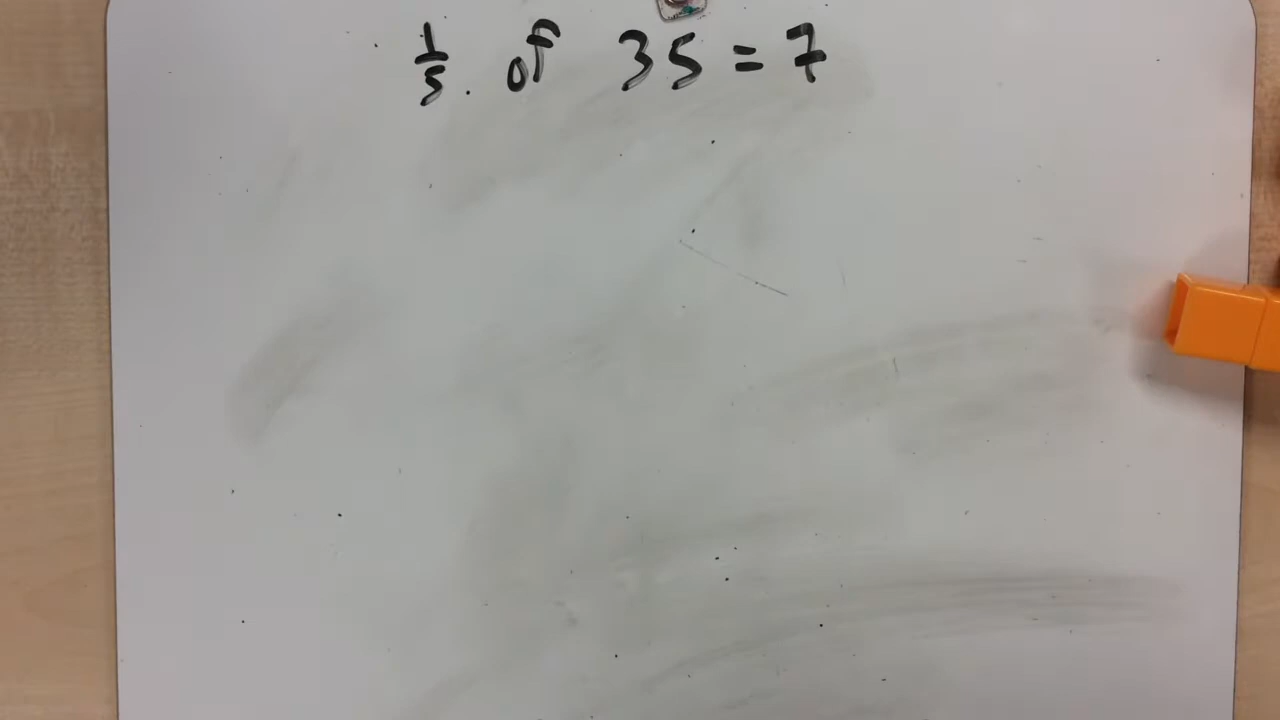 1/5 . of 35 = 7